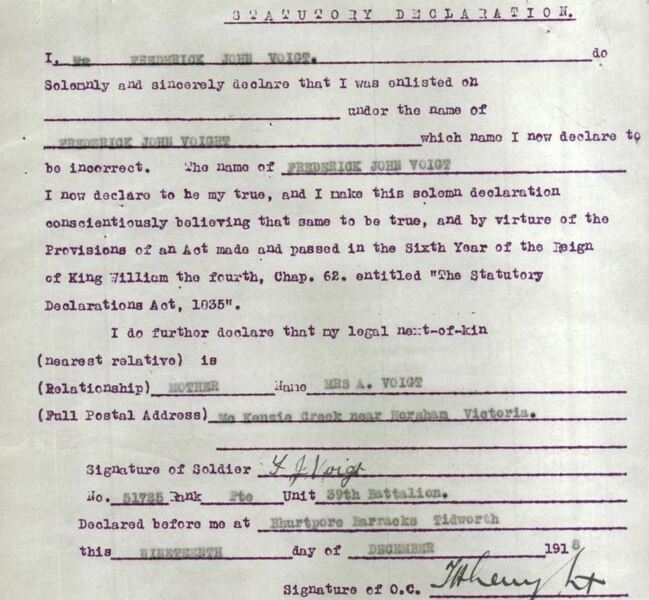 STATUTORY DECLARATION.
I, FREDERICK JOHN VOIGT. do
Solemnly and sincerely declare that I was enlisted on
under the name of
FREDERICK JOHN VOIGHT which name I now declare to
be incorrect. The name of FREDERICK JOHN VOIGT
I now declare to he my true, and I make this solemn declaration
conscientiously believing that same to be true, and by virture of the
Provisions of an Act made and passed in the Sixth Year of the Reign
of King William the fourth, Chap. 62. entitled "The Statutory
Declarations Act, 1835".
I do further declare that my legal next-of-kin
(nearest relative) is
(Relationship) MOTHER Name MRS A. VOIGT
(Full Postal Address) Mc Kenzie Creek near Horsham Victoria.
Signature of Soldier F J Voigt
No. 51725 Rank Pte Unit 39th Battalion.
Declared before me at Bhurtpore Barracks Tidworth
this NINETEENTH day of DECEMBER 1918
Signature of O.C.